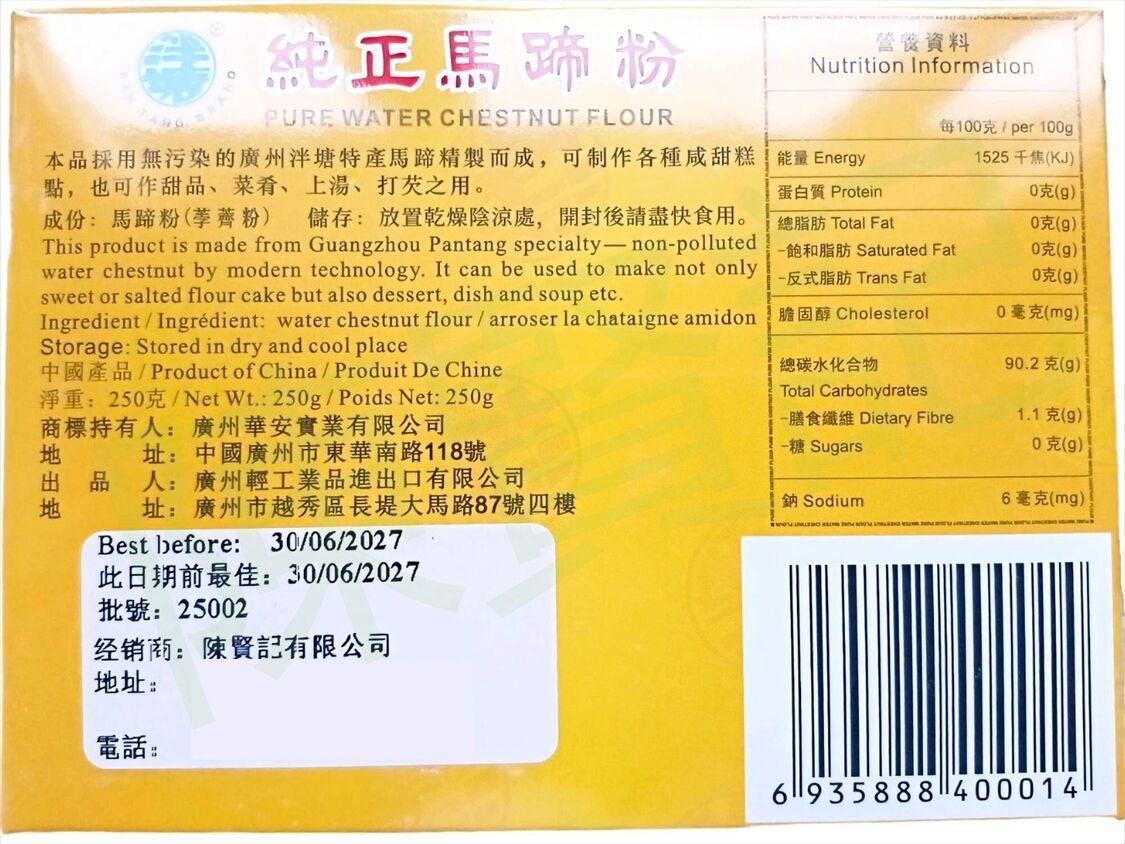 純正馬蹄粉
PURE WATER CHESTNUT FLOUR
本品採用無污染的廣州泮塘特產馬蹄精製而成，可制作各種咸甜糕
點，也可作甜品、菜肴、上湯、打芡之用。
成份：馬蹄粉(荸薺粉) 儲存：放置乾燥陰涼處，開封後請盡快食用。
This product is made from Guangzhou Pantang specialty— non-polluted
water chestnut by modern technology. It can be used to make not only
sweet or salted flour cake but also dessert, dish and soup etc.
Ingredient / Ingrédient: water chestnut flour / arroser la chataigne amidon
Storage: Stored in dry and cool place
中國產品 / Product of China / Produit De Chine
淨重：250克 / Net Wt.: 250g / Poids Net: 250g
商標持有人：廣州華安實業有限公司
地 址：中國廣州市東華南路118號
出 品 人：廣州輕工業品進出口有限公司
地 址：廣州市越秀區長堤大馬路87號四樓
Best before: 30/06/2027
此日期前最佳：30/06/2027
批號：25002
经销商：陳賢記有限公司
地址：
電話：
營養資料
Nutrition Information
每100克 / per 100g
能量 Energy 1525 千焦(KJ)
蛋白質 Protein 0克(g)
總脂肪 Total Fat 0克(g)
-飽和脂肪 Saturated Fat 0克(g)
-反式脂肪 Trans Fat 0克(g)
膽固醇 Cholesterol 0 毫克(mg)
總碳水化合物 90.2 克(g)
Total Carbohydrates
-膳食纖維 Dietary Fibre 1.1 克(g)
-糖 Sugars 0 克(g)
鈉 Sodium 6 毫克(mg)
6 935888 400014